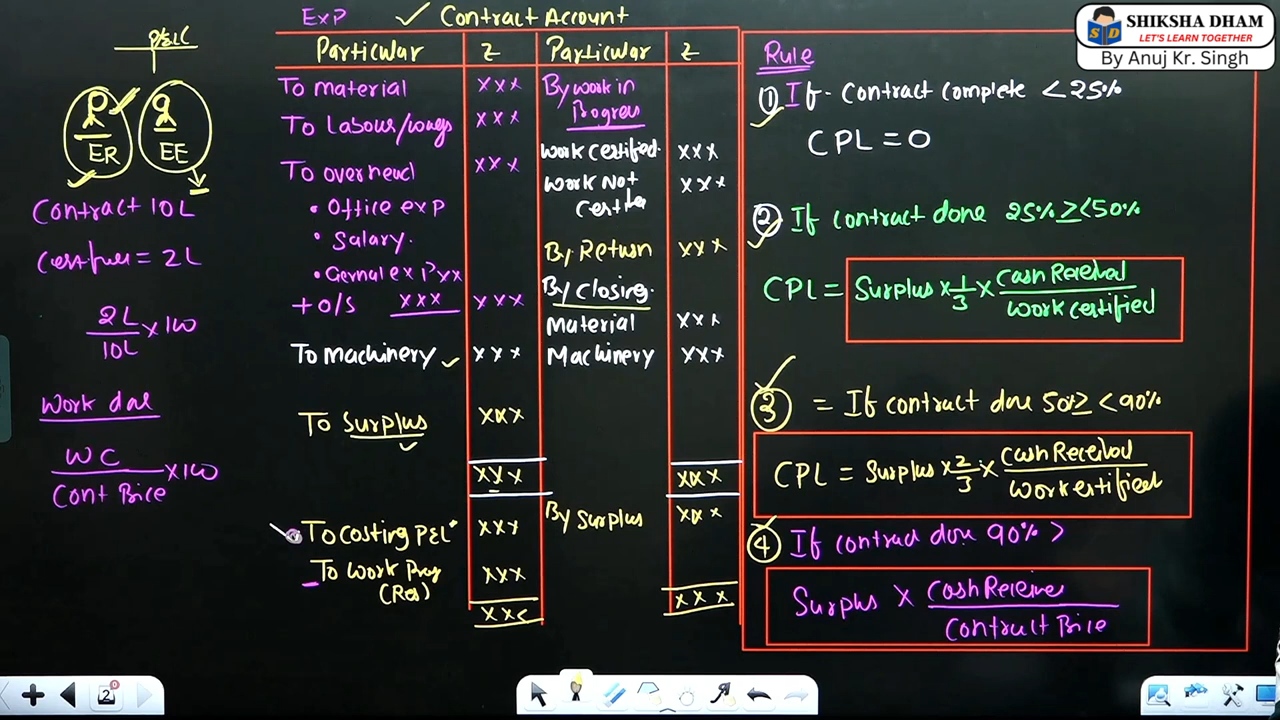 SHIKSHA DHAM
LET'S LEARN TOGETHER
By Anuj Kr. Singh
P&LC
P
ER
q
EE
Contract 10L
= 2L
2L
10L
×100
Work
WC
Cont Price
×100
Exp
Contract Account
Particular
₹
Particular
₹
To material
xxx
By work in
Progress
To Labour/wages
xxx
Work Certified
xxx
To overhead
xxx
Work Not
xxx
• Office exp
• Salary.
By Return
xxx
xx
By closing.
+ O/S
xxx
xxx
Material
xxx
To machinery
xxx
Machinery
xxx
To Surplus
xxx
xxx
xxx
To costing P&L
xxx
By Surplus
xxx
To Work Prog
xxx
(Res)
xxx
xxx
Rule
① If - Contract complete <25%
CPL = 0
② If contract done 25% ≥ <50%
CPL = Surplus × 1/3 × Cash Received
Work certified
③ = If contract done 50% ≥ <90%
CPL = Surplus × 2/3 × Cash Received
Work certified
④ If contract done 90% >
Surplus × Cash Receive
Contract Price
2